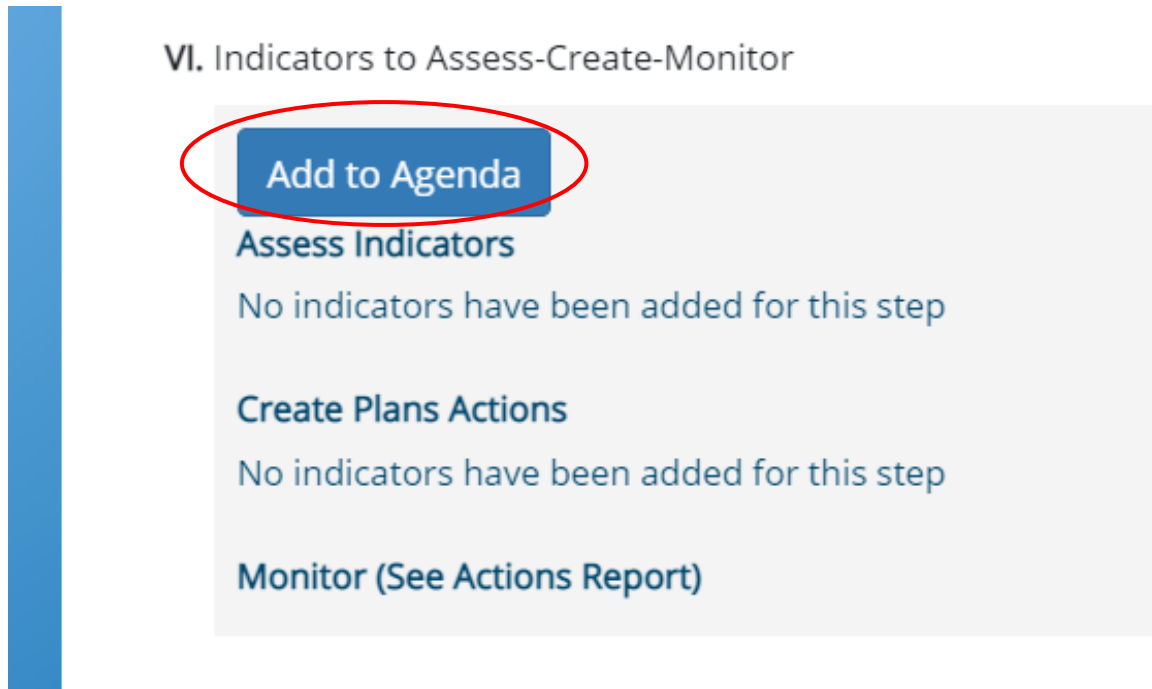 VI. Indicators to Assess-Create-Monitor
Add to Agenda
Assess Indicators
No indicators have been added for this step
Create Plans Actions
No indicators have been added for this step
Monitor (See Actions Report)